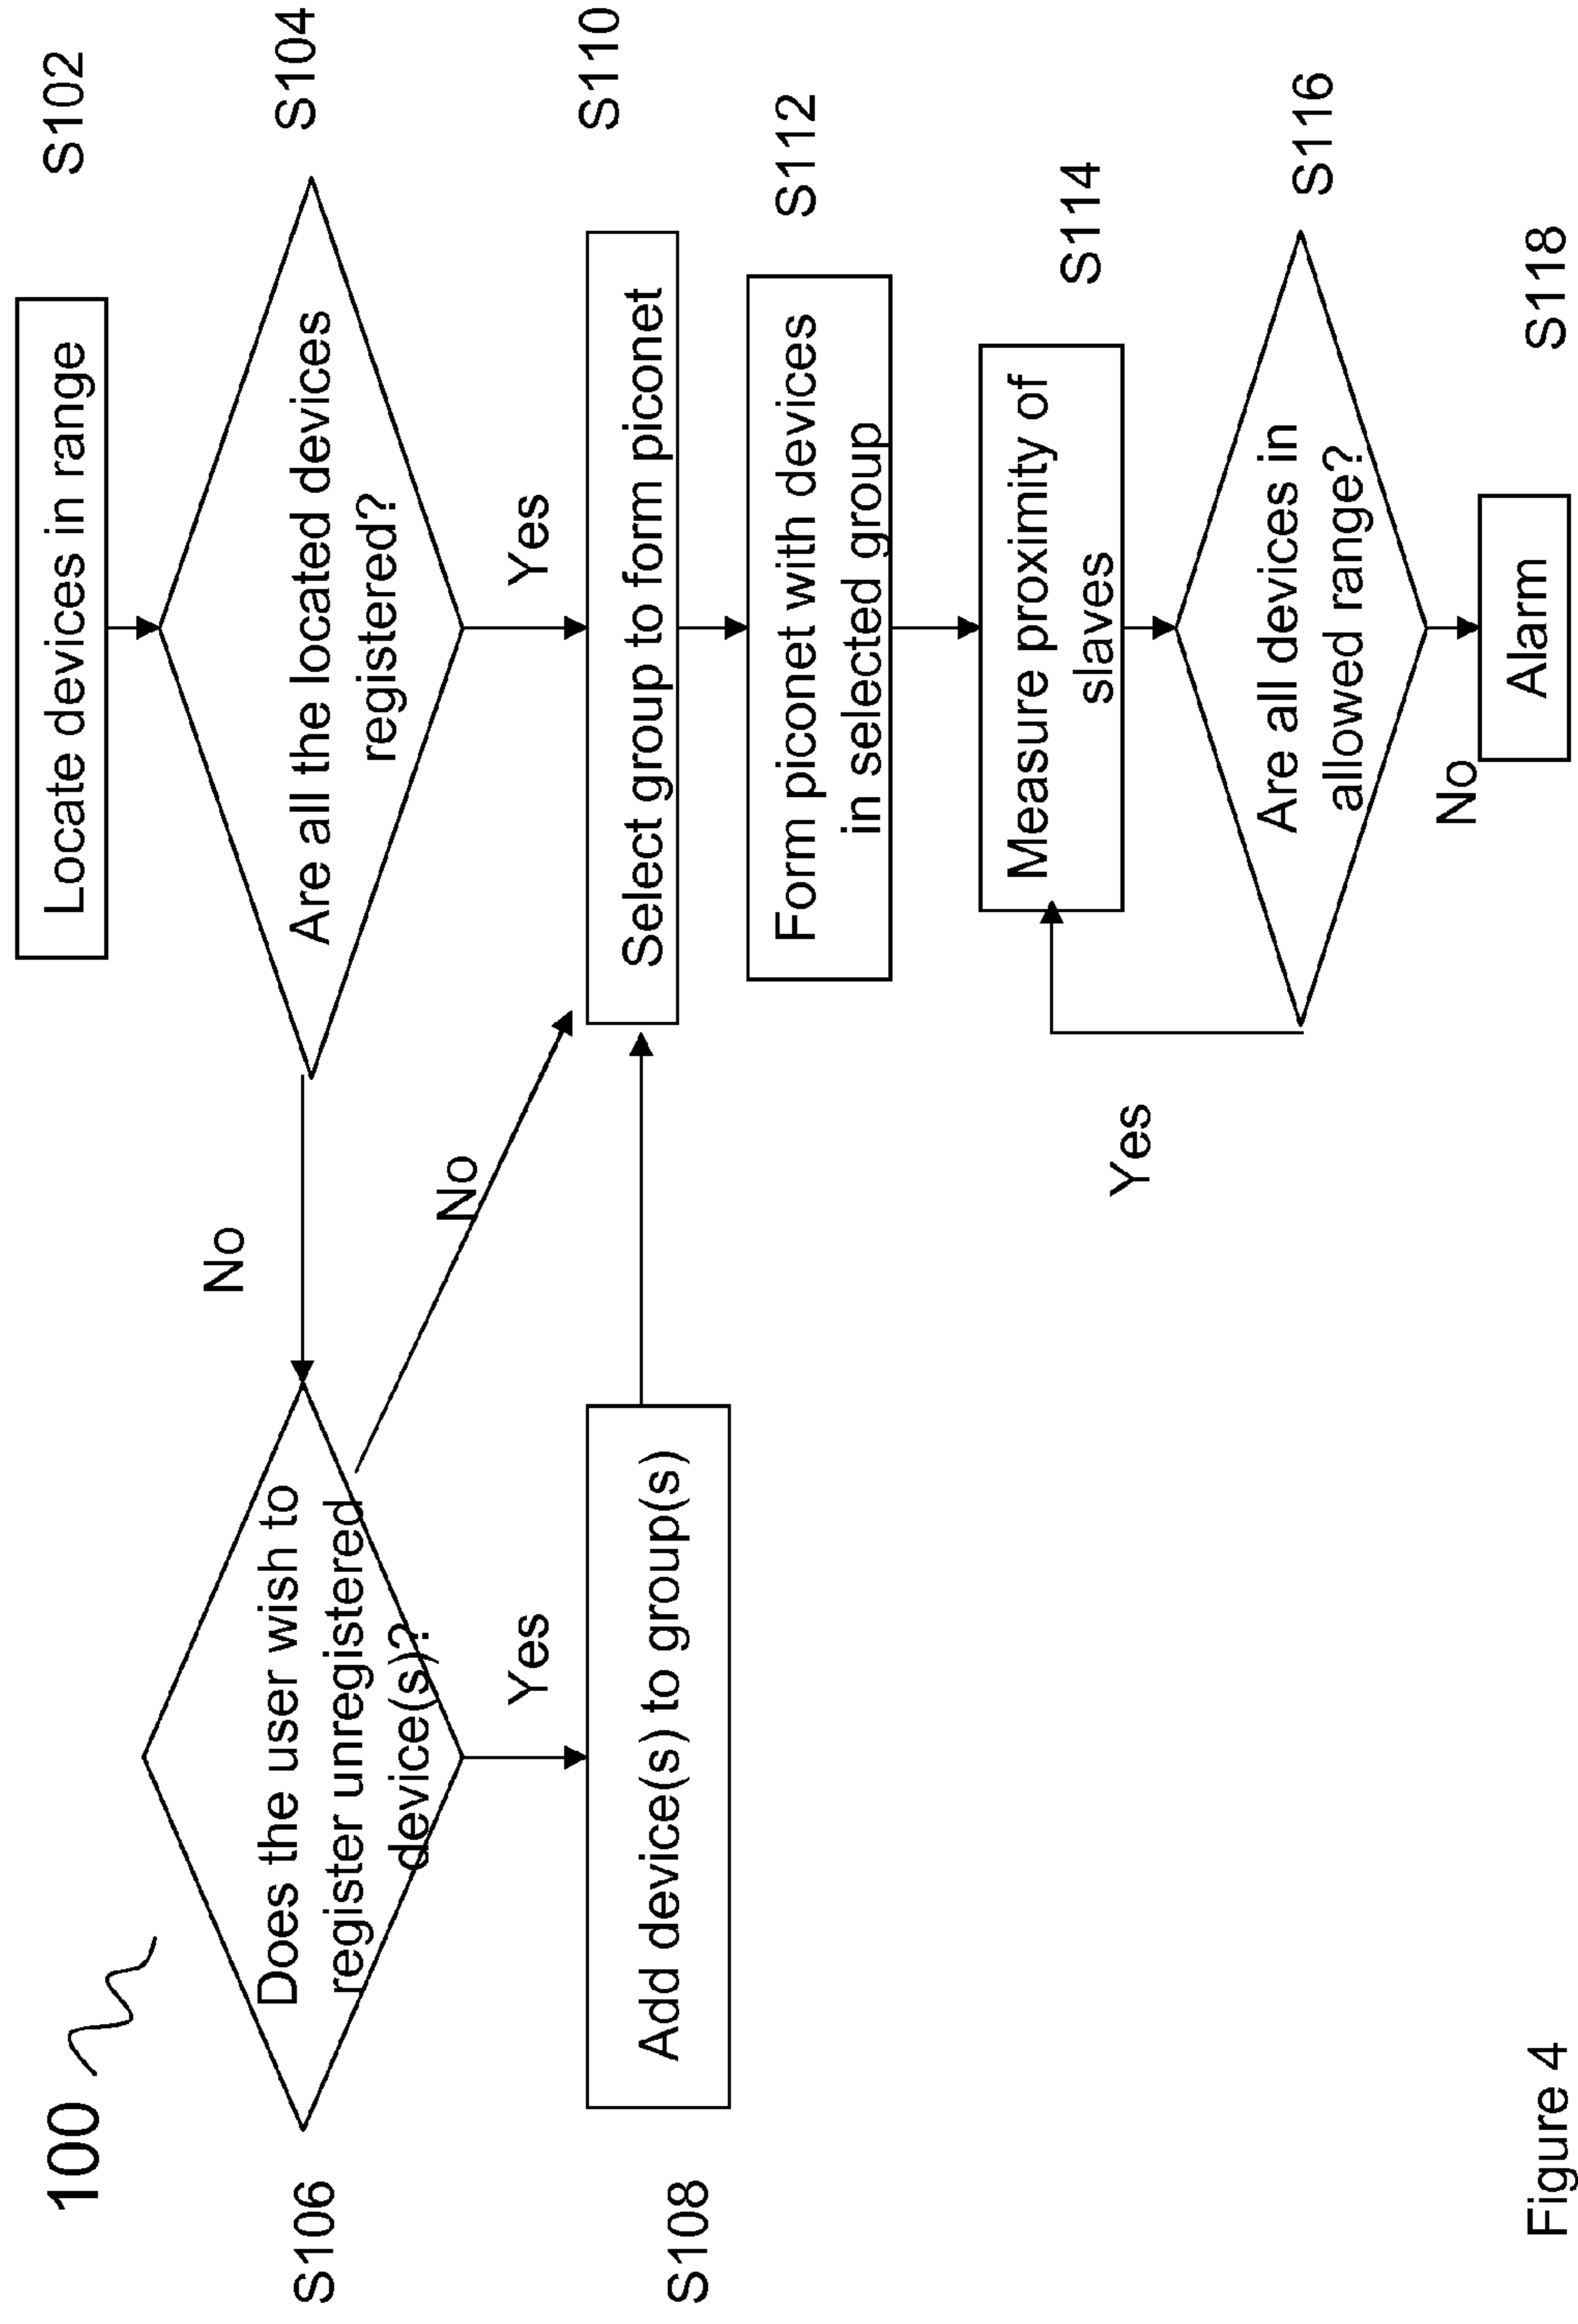 100
Locate devices in range
S102
S106
Does the user wish to
register unregistered
device(s)?
No
Are all the located devices
registered?
S104
No
Yes
Yes
S108
Add device(s) to group(s)
Select group to form piconet
S110
Form piconet with devices
in selected group
S112
Measure proximity of
slaves
S114
Yes
Are all devices in
allowed range?
S116
No
Alarm
S118
Figure 4